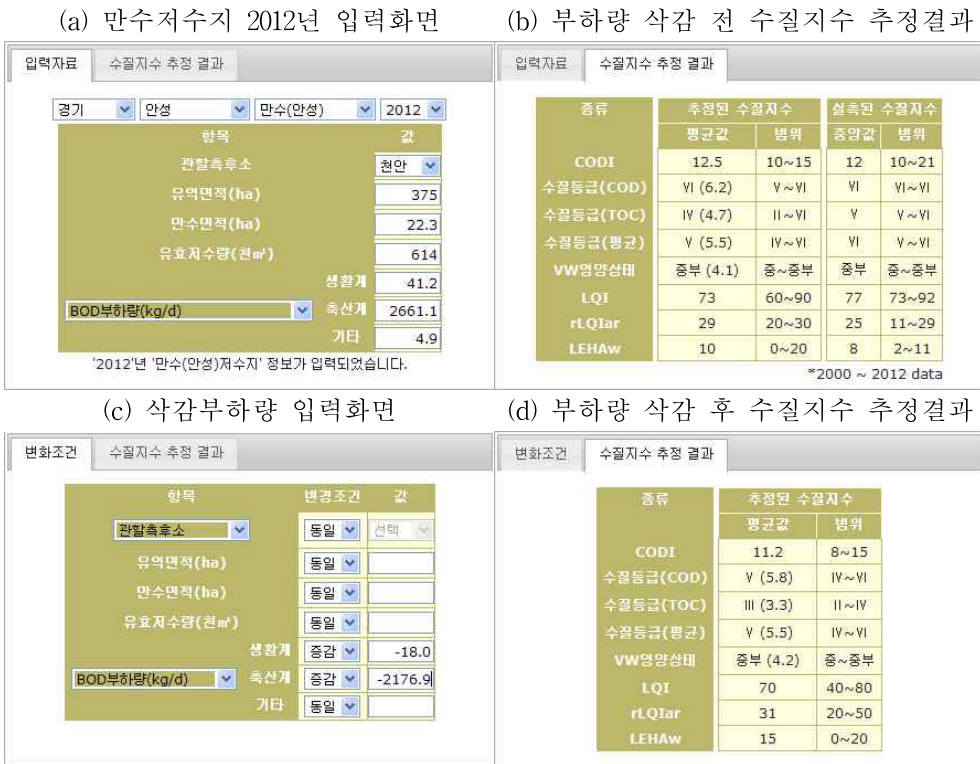 (a) 만수저수지 2012년 입력화면
입력자료 수질지수 추정 결과
경기 안성 만수(안성) 2012
항목 값
관할측후소 천안
유역면적(ha) 375
만수면적(ha) 22.3
유효저수량(천㎥) 614
생활계 41.2
BOD부하량(kg/d) 축산계 2661.1
기타 4.9
'2012'년 '만수(안성)저수지' 정보가 입력되었습니다.
(b) 부하량 삭감 전 수질지수 추정결과
입력자료 수질지수 추정 결과
종류 추정된 수질지수 실측된 수질지수
평균값 범위 중앙값 범위
CODI 12.5 10~15 12 10~21
수질등급(COD) Ⅵ (6.2) Ⅴ~Ⅵ Ⅵ Ⅵ~Ⅵ
수질등급(TOC) Ⅳ (4.7) Ⅱ~Ⅵ Ⅴ Ⅴ~Ⅵ
수질등급(평균) Ⅴ (5.5) Ⅳ~Ⅵ Ⅵ Ⅴ~Ⅵ
VW영양상태 중부 (4.1) 중~중부 중부 중~중부
LQI 73 60~90 77 73~92
rLQIar 29 20~30 25 11~29
LEHAw 10 0~20 8 2~11
*2000 ~ 2012 data
(c) 삭감부하량 입력화면
변화조건 수질지수 추정 결과
항목 변경조건 값
관할측후소 동일 선택
유역면적(ha) 동일
만수면적(ha) 동일
유효저수량(천㎥) 동일
생활계 증감 -18.0
BOD부하량(kg/d) 축산계 증감 -2176.9
기타 동일
(d) 부하량 삭감 후 수질지수 추정결과
변화조건 수질지수 추정 결과
종류 추정된 수질지수
평균값 범위
CODI 11.2 8~15
수질등급(COD) Ⅴ (5.8) Ⅳ~Ⅵ
수질등급(TOC) Ⅲ (3.3) Ⅱ~Ⅳ
수질등급(평균) Ⅴ (5.5) Ⅳ~Ⅵ
VW영양상태 중부 (4.2) 중~중부
LQI 70 40~80
rLQIar 31 20~50
LEHAw 15 0~20